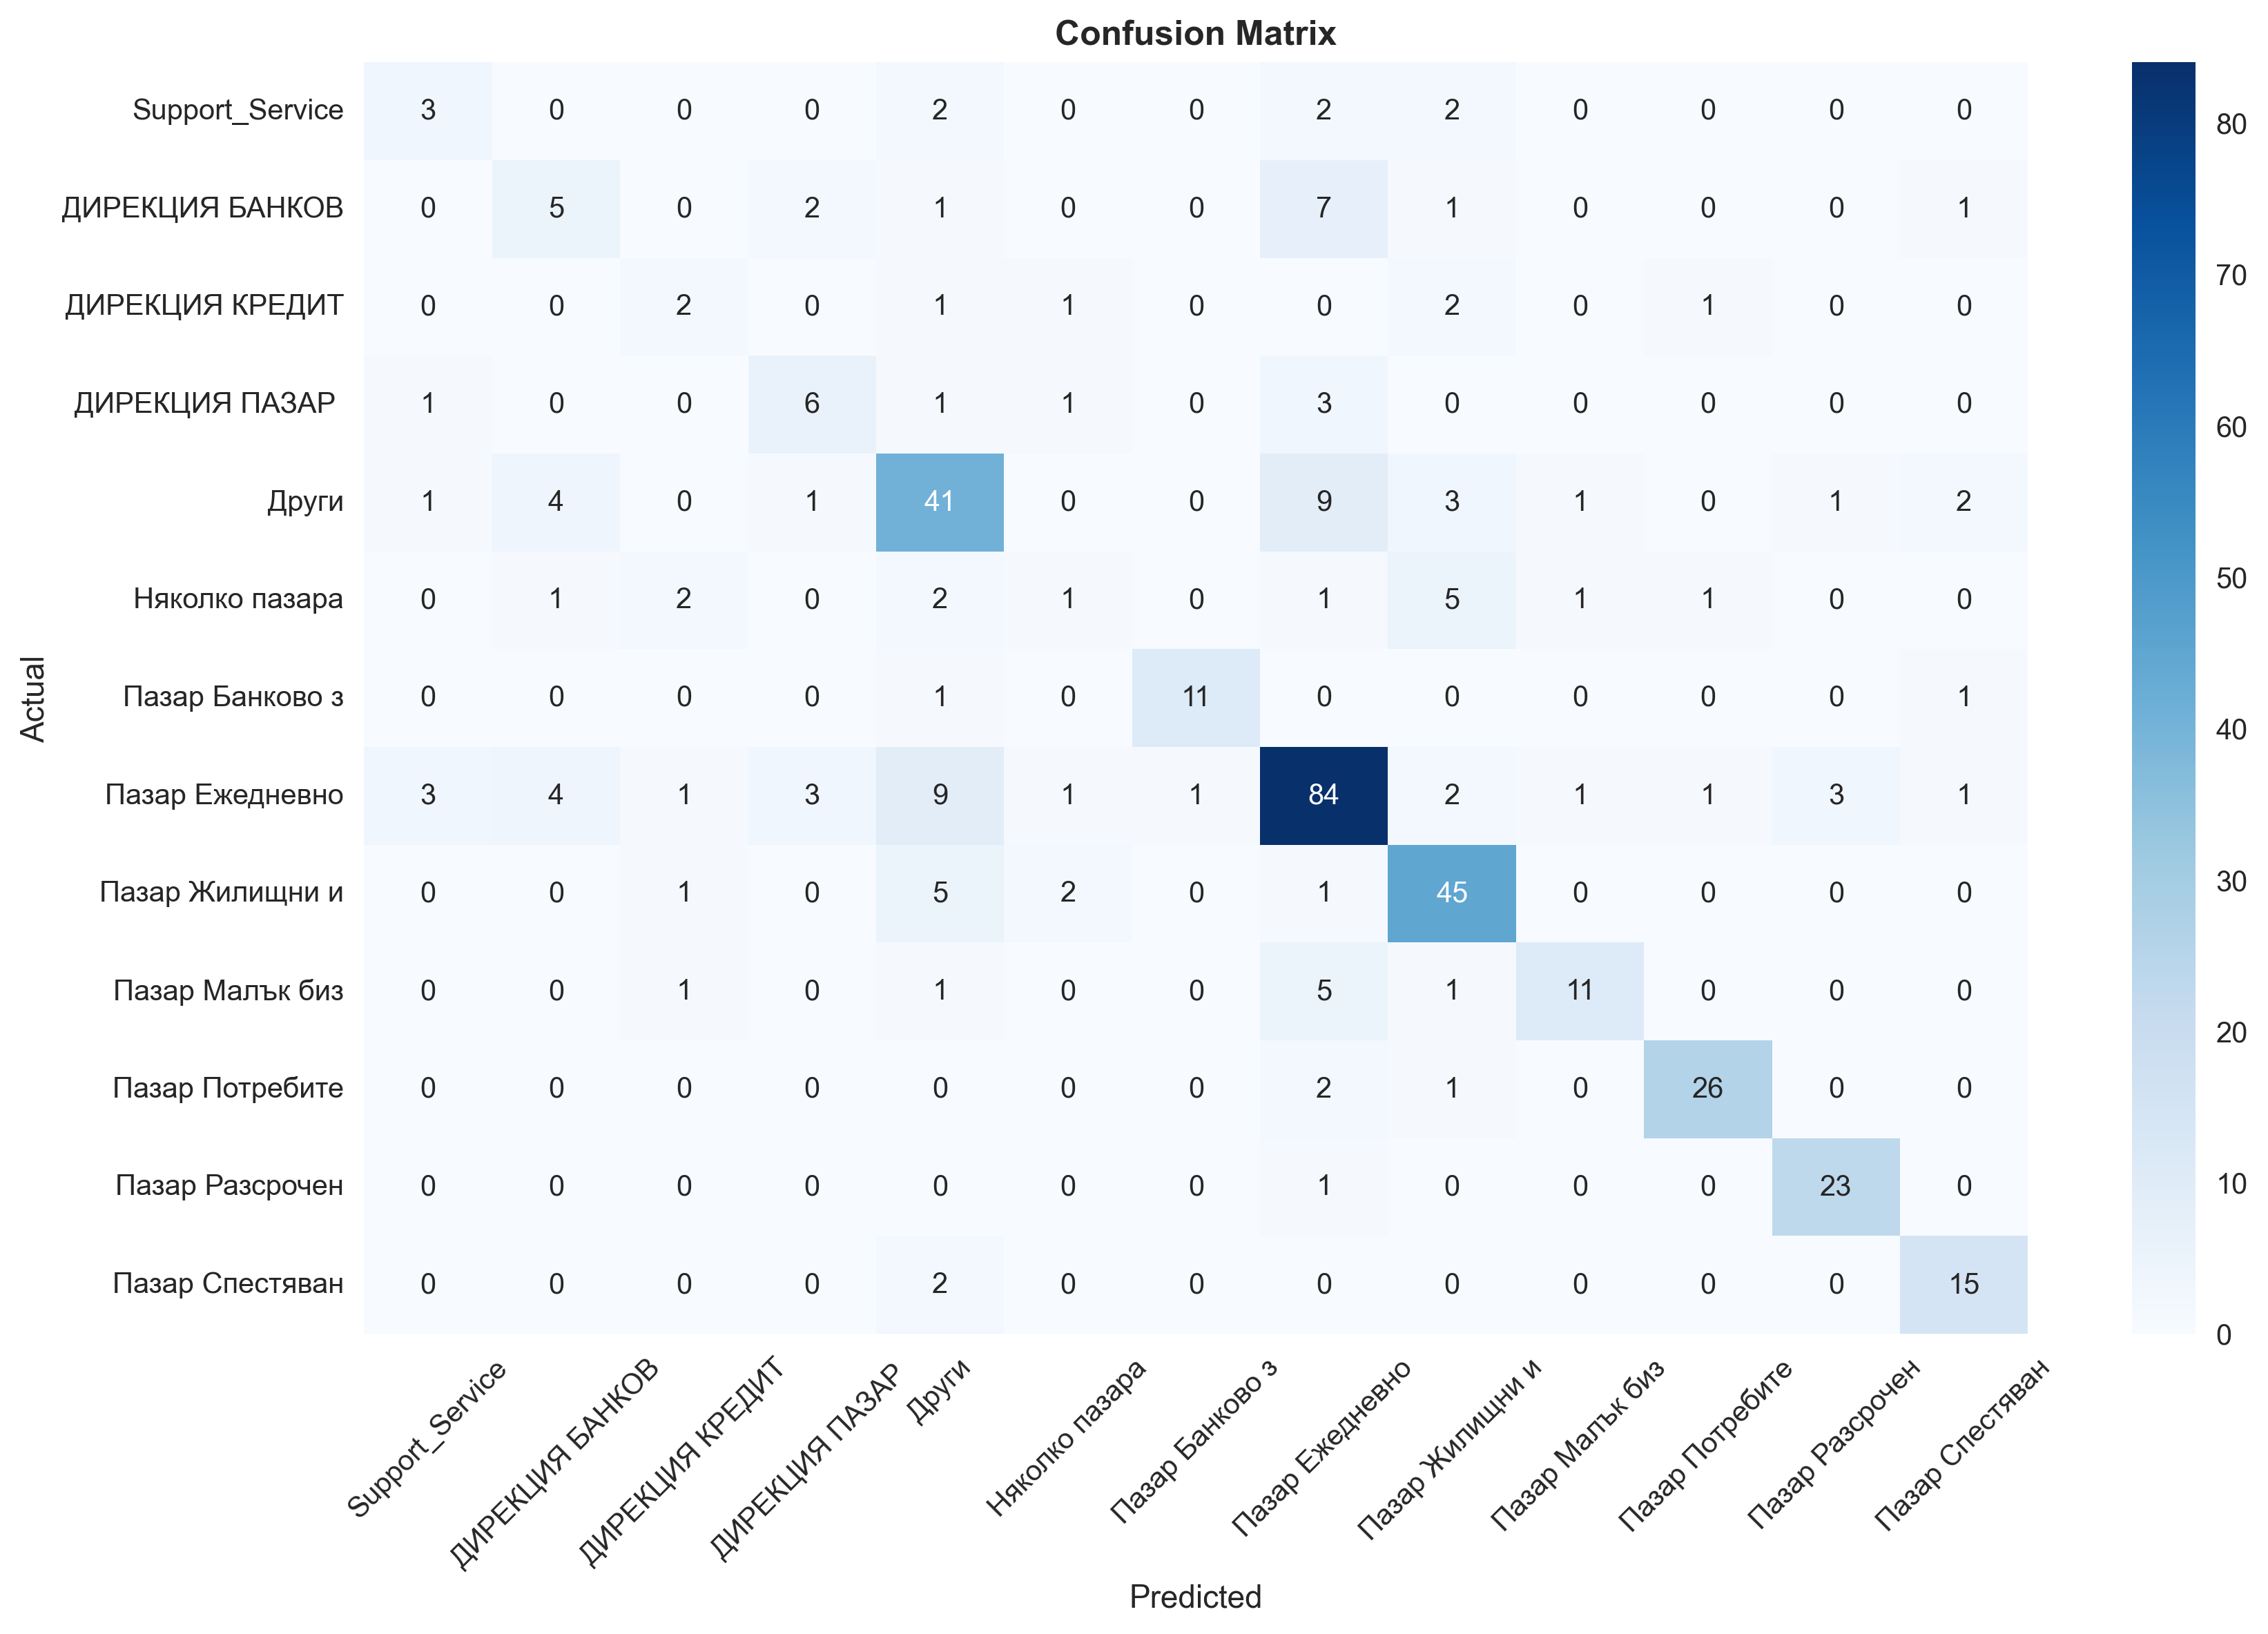 Confusion Matrix
Support_Service 3 0 0 0 2 0 0 2 2 0 0 0 0
ДИРЕКЦИЯ БАНКОВ 0 5 0 2 1 0 0 7 1 0 0 0 1
ДИРЕКЦИЯ КРЕДИТ 0 0 2 0 1 1 0 0 2 0 1 0 0
ДИРЕКЦИЯ ПАЗАР 1 0 0 6 1 1 0 3 0 0 0 0 0
Други 1 4 0 1 41 0 0 9 3 1 0 1 2
Няколко пазара 0 1 2 0 2 1 0 1 5 1 1 0 0
Пазар Банково з 0 0 0 0 1 0 11 0 0 0 0 0 1
Пазар Ежедневно 3 4 1 3 9 1 1 84 2 1 1 3 1
Пазар Жилищни и 0 0 1 0 5 2 0 1 45 0 0 0 0
Пазар Малък биз 0 0 1 0 1 0 0 5 1 11 0 0 0
Пазар Потребите 0 0 0 0 0 0 0 2 1 0 26 0 0
Пазар Разсрочен 0 0 0 0 0 0 0 1 0 0 0 23 0
Пазар Спестяван 0 0 0 0 2 0 0 0 0 0 0 0 15
Actual
Support_Service
ДИРЕКЦИЯ БАНКОВ
ДИРЕКЦИЯ КРЕДИТ
ДИРЕКЦИЯ ПАЗАР
Други
Няколко пазара
Пазар Банково з
Пазар Ежедневно
Пазар Жилищни и
Пазар Малък биз
Пазар Потребите
Пазар Разсрочен
Пазар Спестяван
Predicted
80
70
60
50
40
30
20
10
0